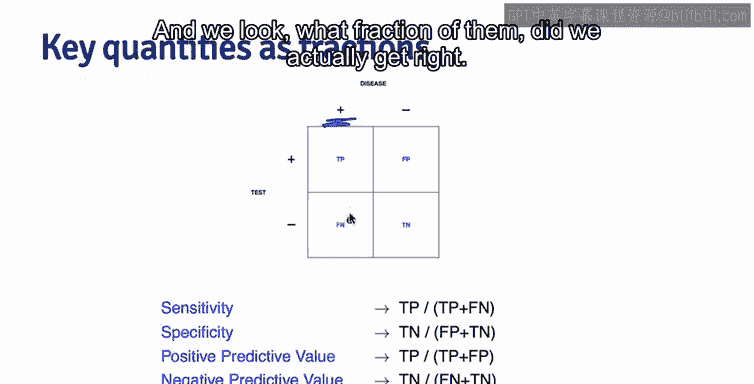 And we look, what fraction of them, did we
actually get right.
Key quantities as fractions
DISEASE
+ −
+ TP FP
TEST
− FN TN
Sensitivity → TP / (TP+FN)
Specificity → TN / (FP+TN)
Positive Predictive Value → TP / (TP+FP)
Negative Predictive Value → TN / (FN+TN)